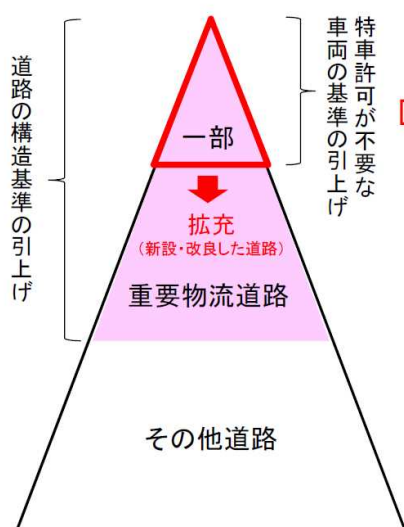 道路の構造基準の引上げ
特車許可が不要な
車両の基準の引上げ
一部
拡充
（新設・改良した道路）
重要物流道路
その他道路